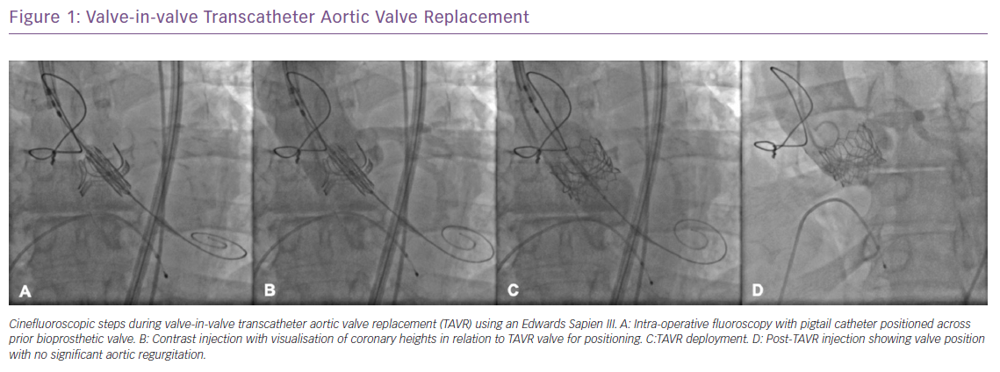 Figure 1: Valve-in-valve Transcatheter Aortic Valve Replacement
A
B
C
D
Cinefluoroscopic steps during valve-in-valve transcatheter aortic valve replacement (TAVR) using an Edwards Sapien III. A: Intra-operative fluoroscopy with pigtail catheter positioned across
prior bioprosthetic valve. B: Contrast injection with visualisation of coronary heights in relation to TAVR valve for positioning. C:TAVR deployment. D: Post-TAVR injection showing valve position
with no significant aortic regurgitation.